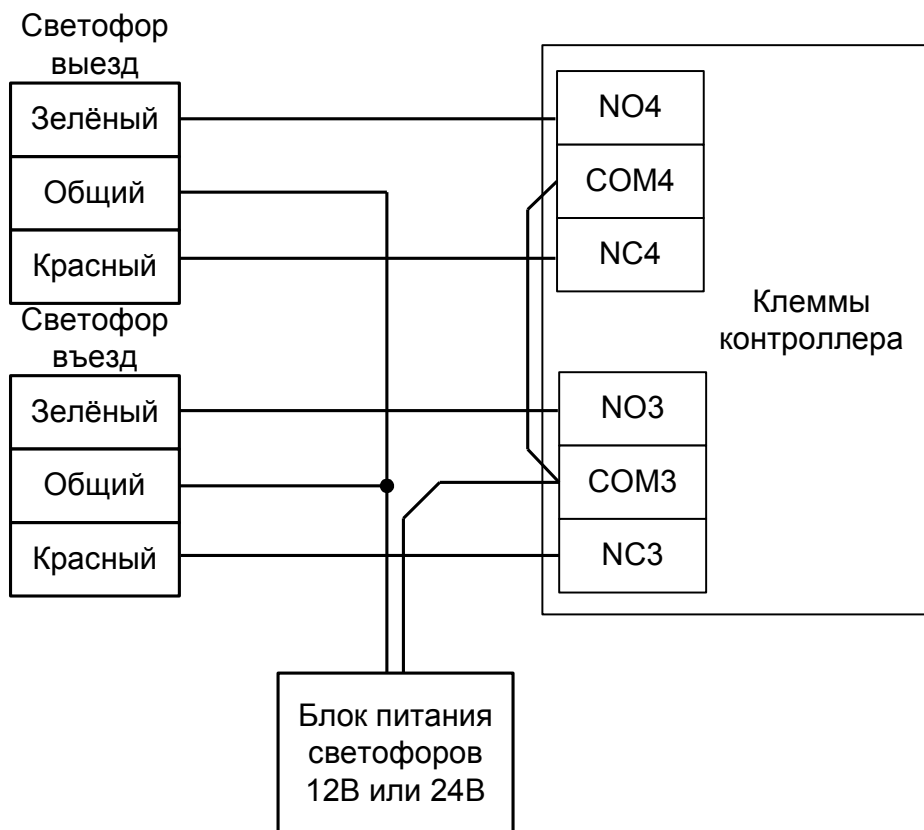 Светофор
выезд
Зелёный
Общий
Красный
Светофор
въезд
Зелёный
Общий
Красный
NO4
COM4
NC4
Клеммы
контроллера
NO3
COM3
NC3
Блок питания
светофоров
12В или 24В